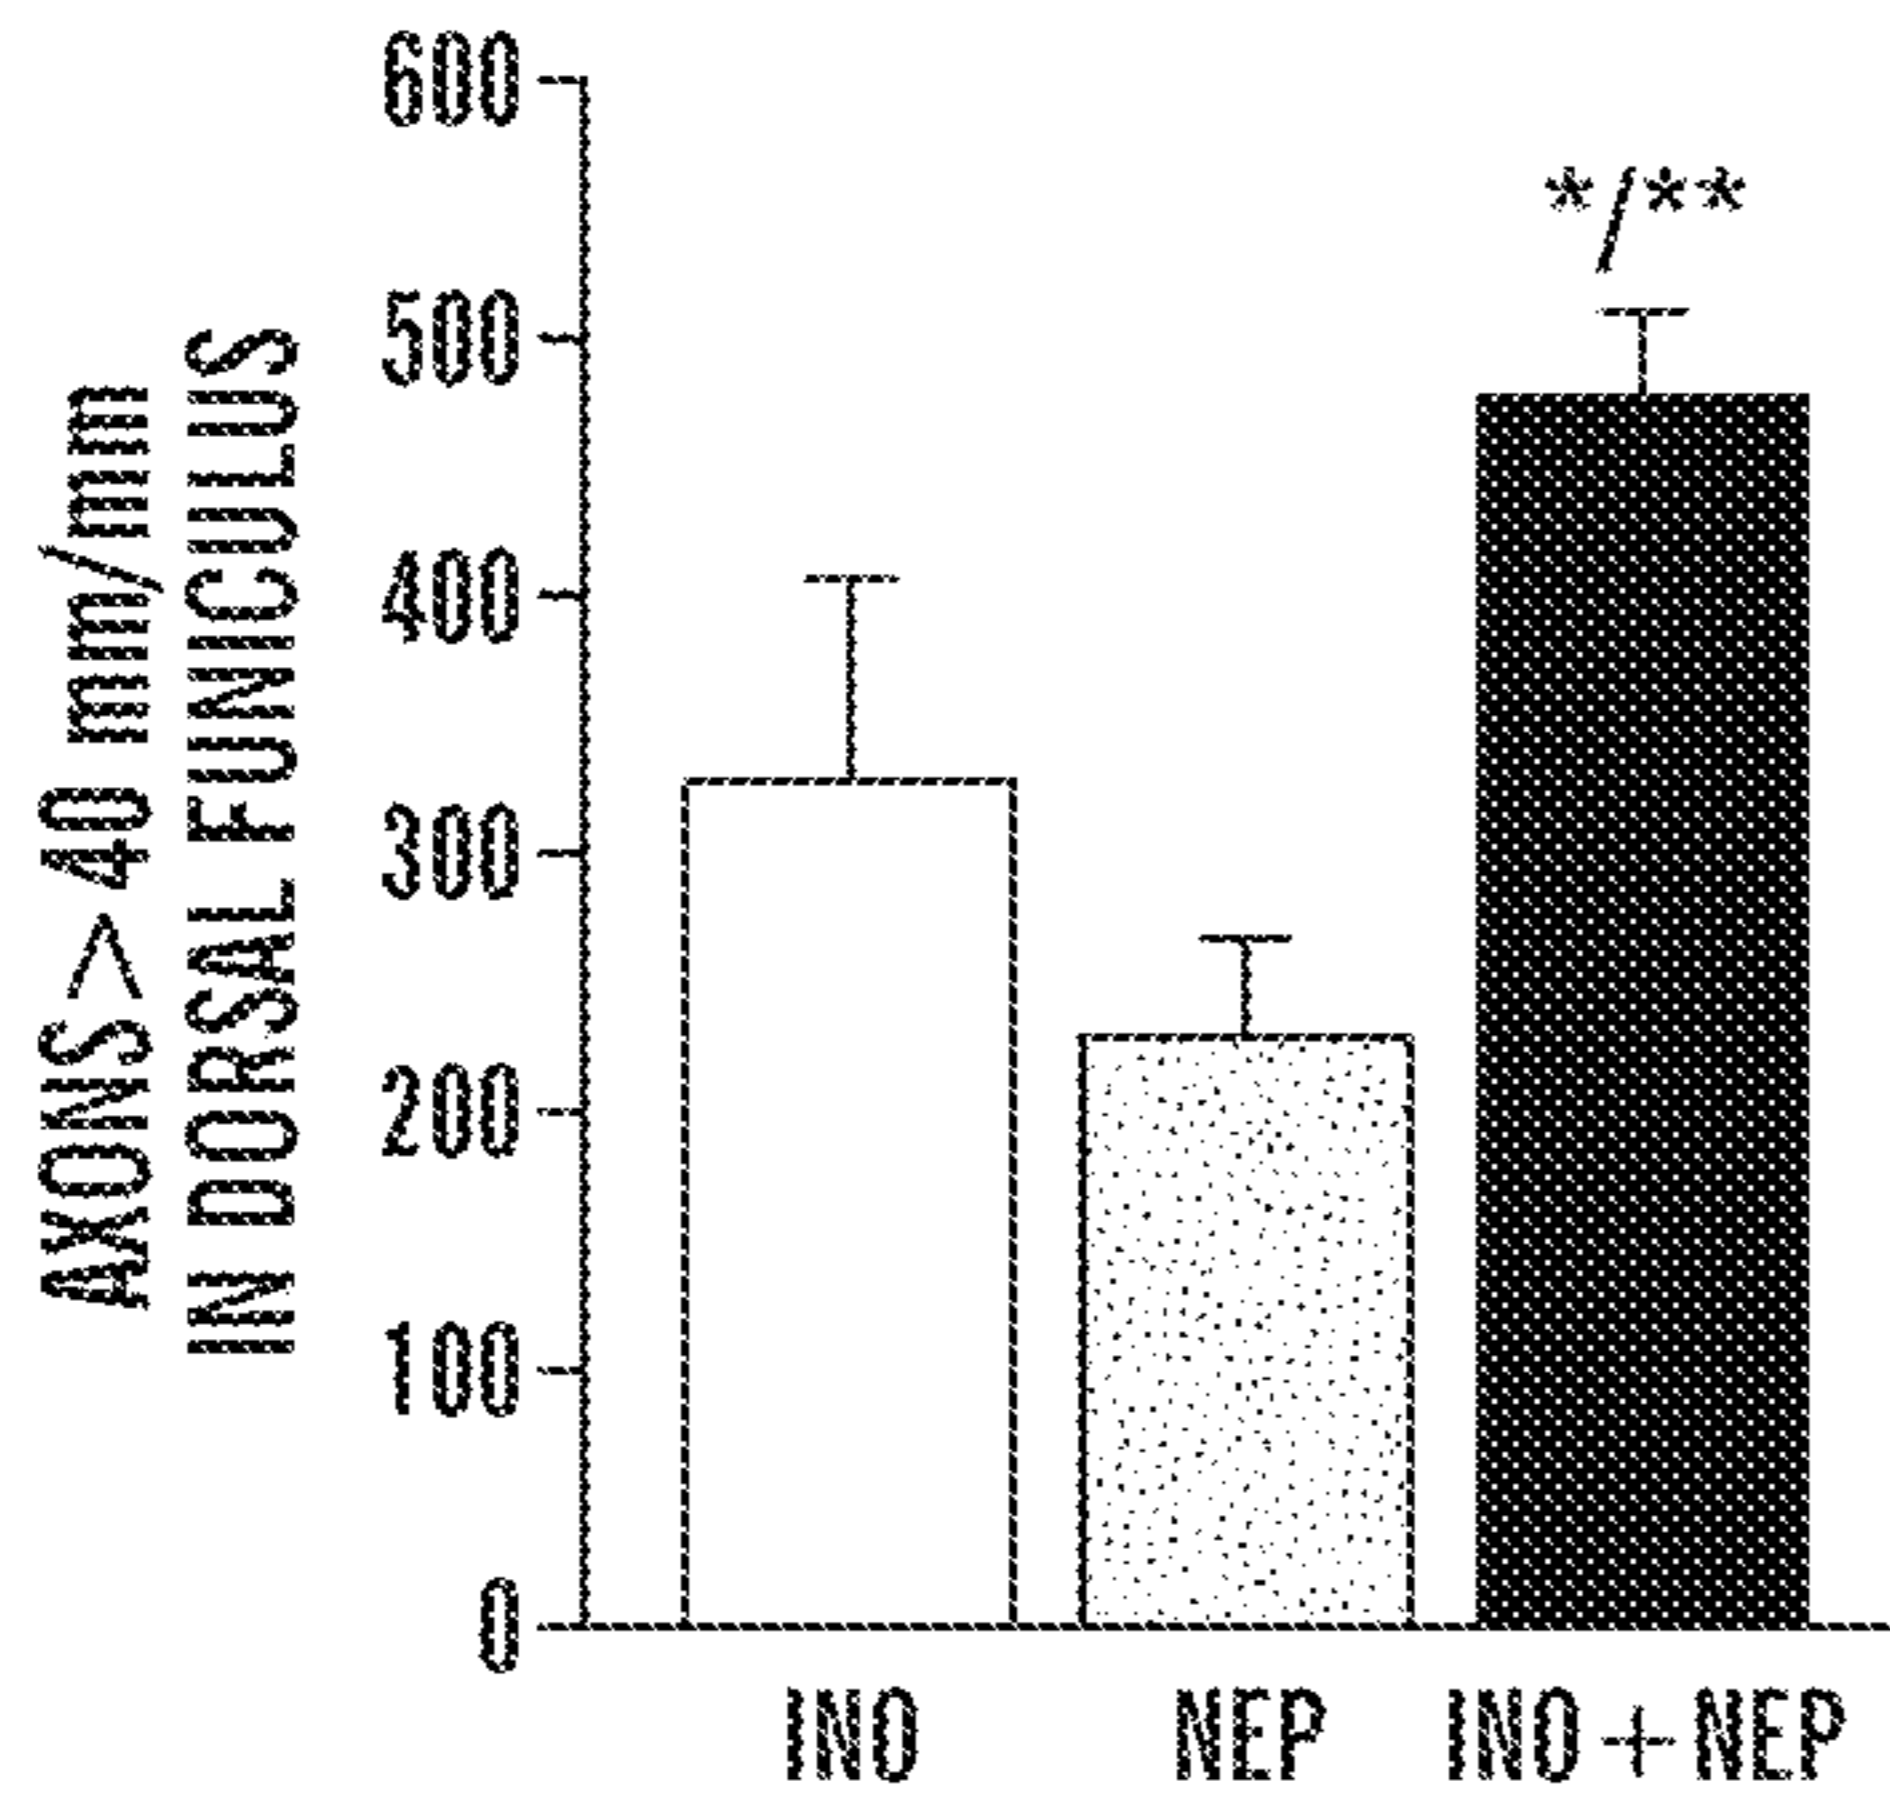 AXONS > 40 mm/mm
IN DORSAL FUNICULUS
600
500
400
300
200
100
0
*/**
INO
NEP
INO + NEP